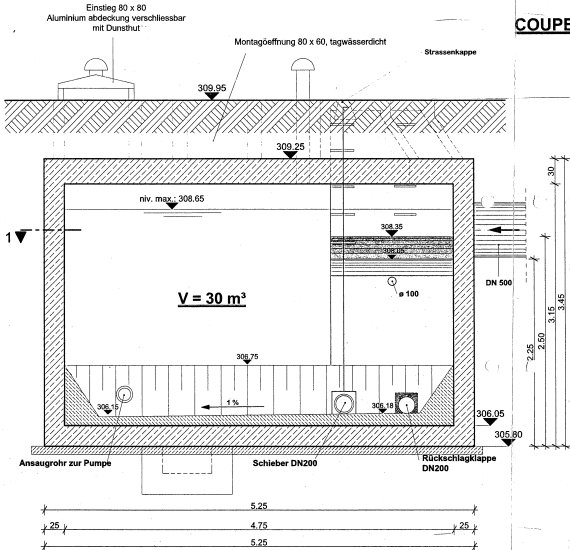 Einstieg 80 x 80
Aluminium abdeckung verschliessbar
mit Dunsthut
COUPE
Montagöeffnung 80 x 60, tagwässerdicht
Strassenkappe
309.95
309.25
30
niv. max.: 308.65
1
308.35
308.05
DN 500
ø 100
V = 30 m³
2.25
2.50
3.15
3.45
306.75
306.15
1 %
306.18
306.05
305.80
Ansaugrohr zur Pumpe
Schieber DN200
Rückschlagklappe
DN200
5.25
25
4.75
25
5.25